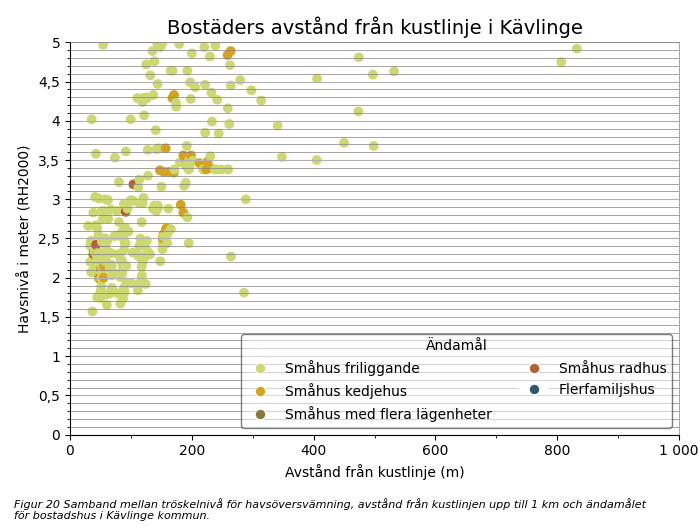 Bostäders avstånd från kustlinje i Kävlinge
Havsnivå i meter (RH2000)
5
4,5
4
3,5
3
2,5
2
1,5
1
0,5
0
0
200
400
600
800
1 000
Avstånd från kustlinje (m)
Ändamål
Småhus friliggande
Småhus kedjehus
Småhus med flera lägenheter
Småhus radhus
Flerfamiljshus
Figur 20 Samband mellan tröskelnivå för havsöversvämning, avstånd från kustlinjen upp till 1 km och ändamålet
för bostadshus i Kävlinge kommun.